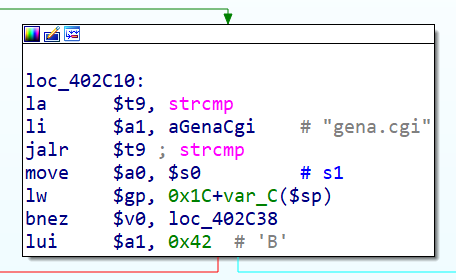 loc_402C10:
la $t9, strcmp
li $a1, aGenaCgi # "gena.cgi"
jalr $t9 ; strcmp
move $a0, $s0 # s1
lw $gp, 0x1C+var_C($sp)
bnez $v0, loc_402C38
lui $a1, 0x42 # 'B'